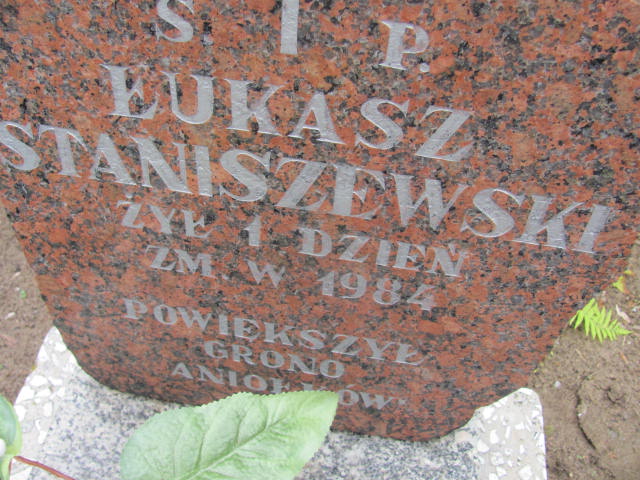 Ś † P.
ŁUKASZ
STANISZEWSKI
ŻYŁ 1 DZIEŃ
ZM. W 1984
POWIĘKSZYŁ
GRONO
ANIOŁKÓW